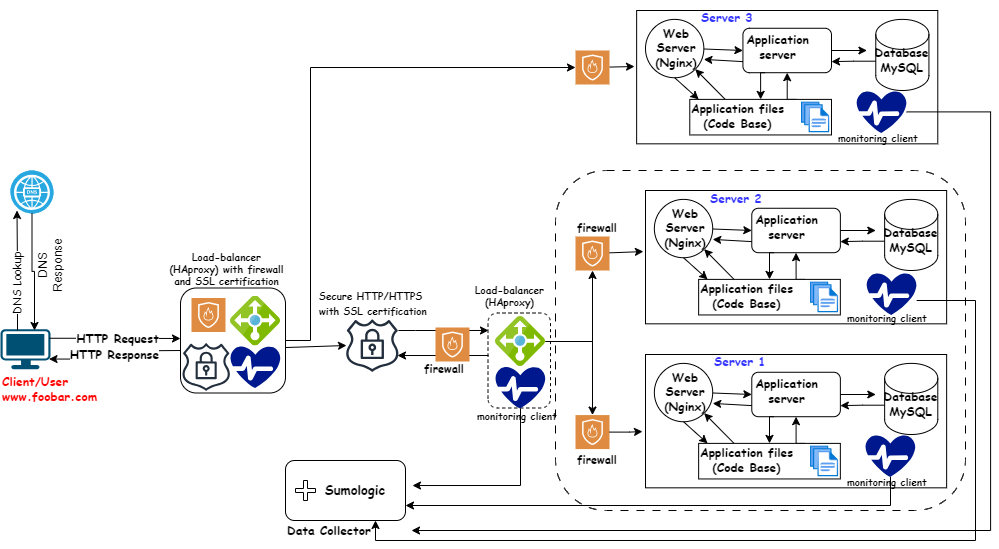 Server 3
Web
Server
(Nginx)
Application
server
Database
MySQL
Application files
(Code Base)
monitoring client
DNS
DNS Lookup
DNS
Response
Load-balancer
(HAproxy) with firewall
and SSL certification
HTTP Request
HTTP Response
Client/User
www.foobar.com
Secure HTTP/HTTPS
with SSL certification
firewall
Load-balancer
(HAproxy)
monitoring client
firewall
Server 2
Web
Server
(Nginx)
Application
server
Database
MySQL
Application files
(Code Base)
monitoring client
firewall
Server 1
Web
Server
(Nginx)
Application
server
Database
MySQL
Application files
(Code Base)
monitoring client
Sumologic
Data Collector